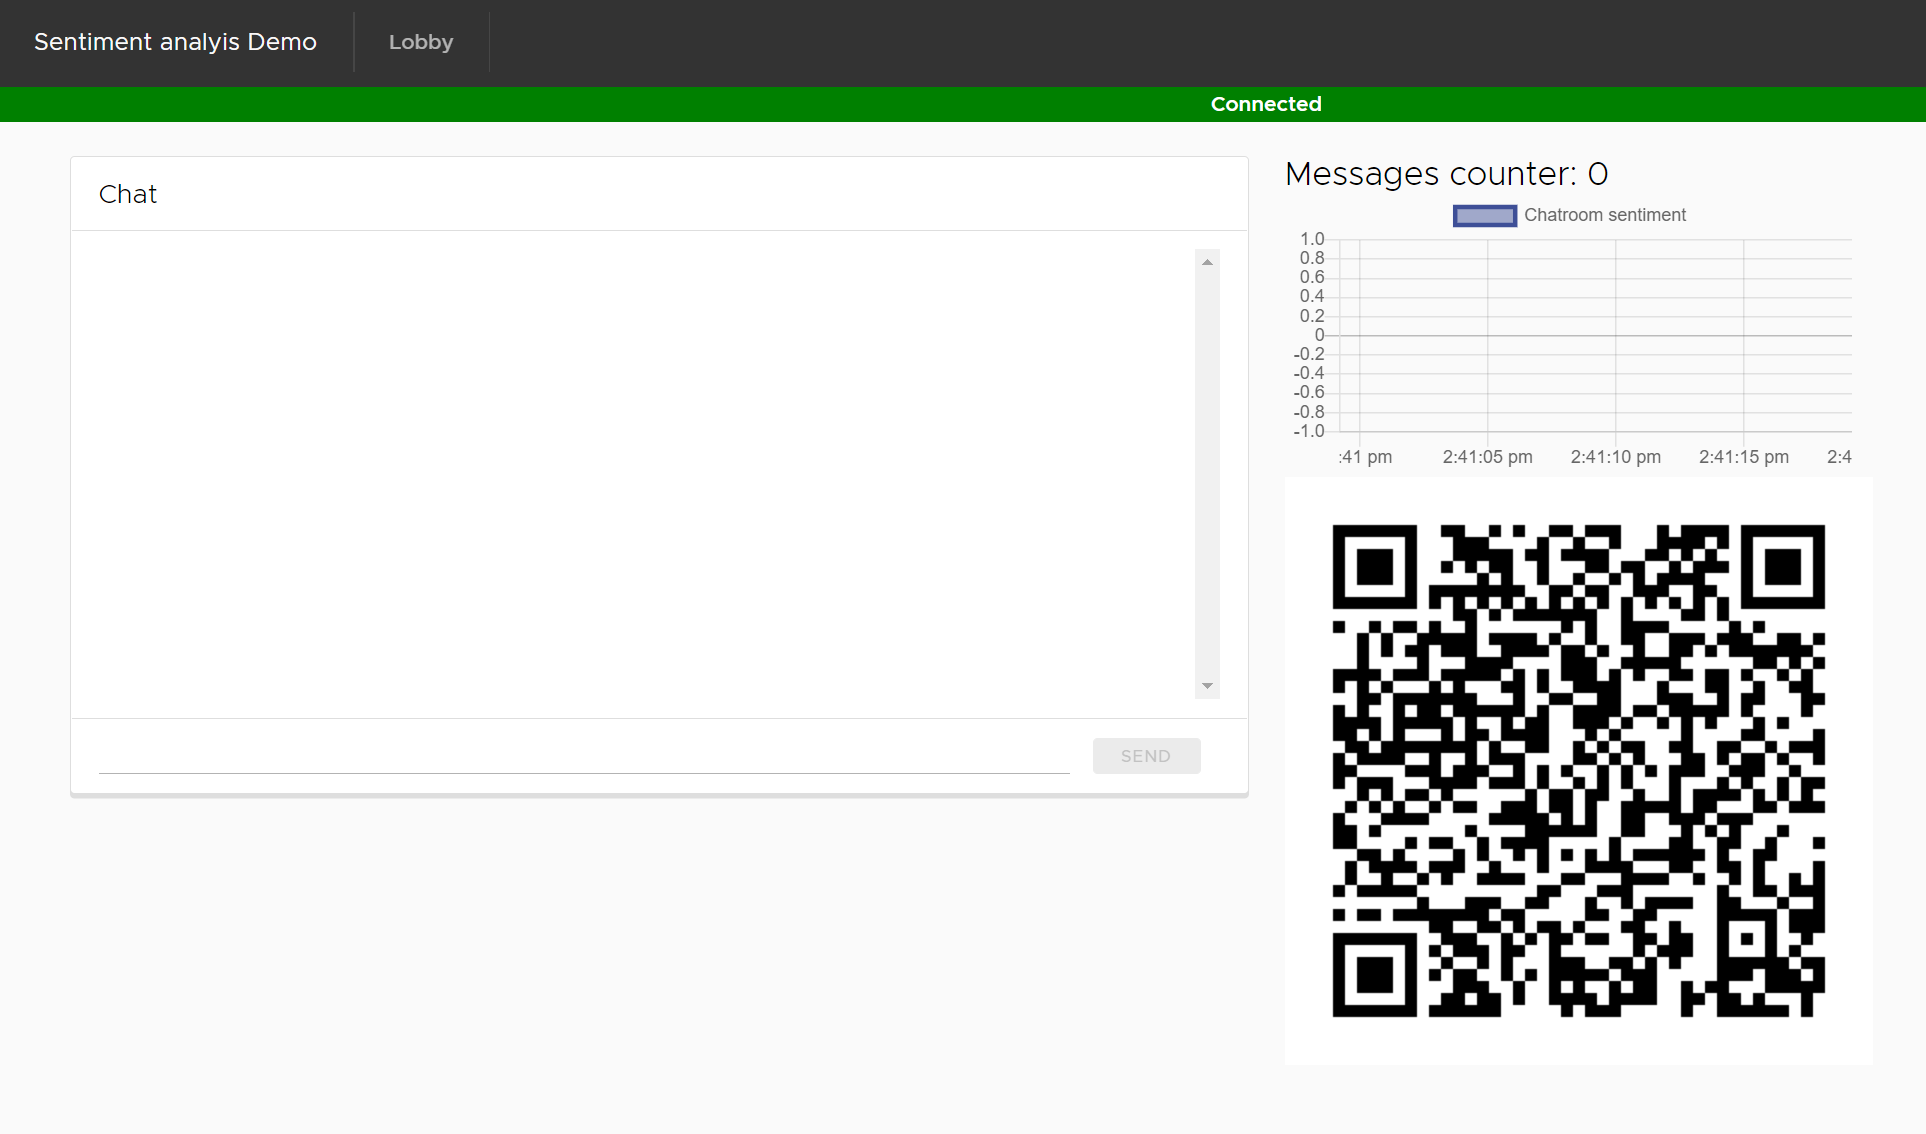 Sentiment analyis Demo
Lobby
Connected
Chat
SEND
Messages counter: 0
Chatroom sentiment
1.0
0.8
0.6
0.4
0.2
0
-0.2
-0.4
-0.6
-0.8
-1.0
:41 pm 2:41:05 pm 2:41:10 pm 2:41:15 pm 2:4